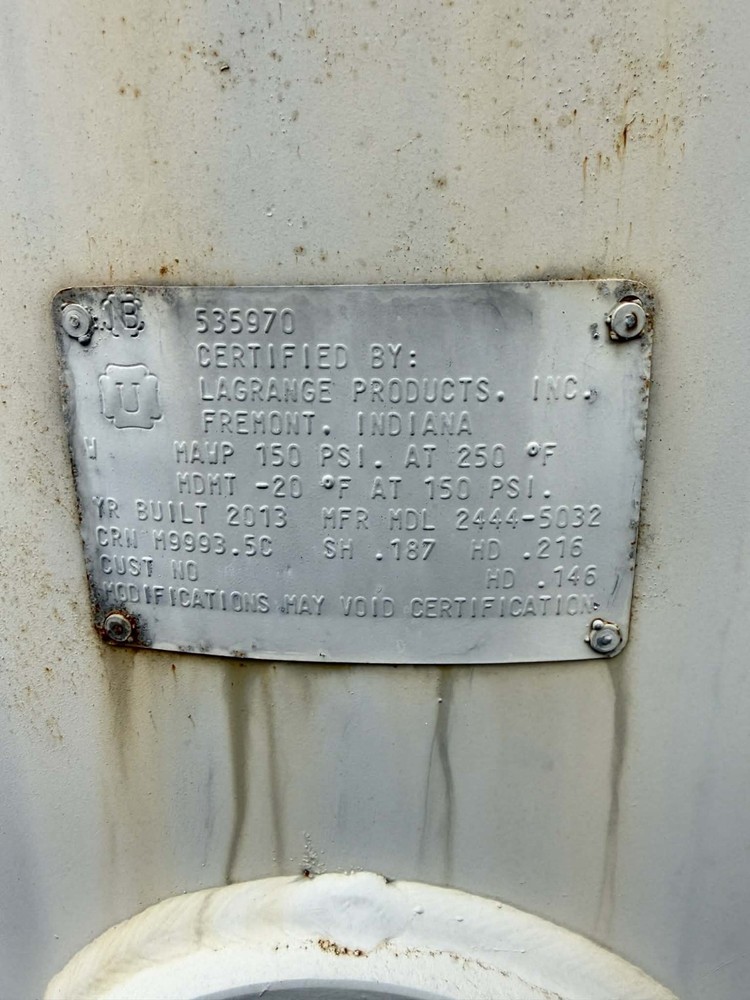 1B 535970
CERTIFIED BY:
U LAGRANGE PRODUCTS. INC.
FREMONT. INDIANA
W MAWP 150 PSI. AT 250 °F
MDMT -20 °F AT 150 PSI.
YR BUILT 2013 MFR MDL 2444-5032
CRN M9993.5C SH .187 HD .216
CUST NO HD .146
MODIFICATIONS MAY VOID CERTIFICATION.